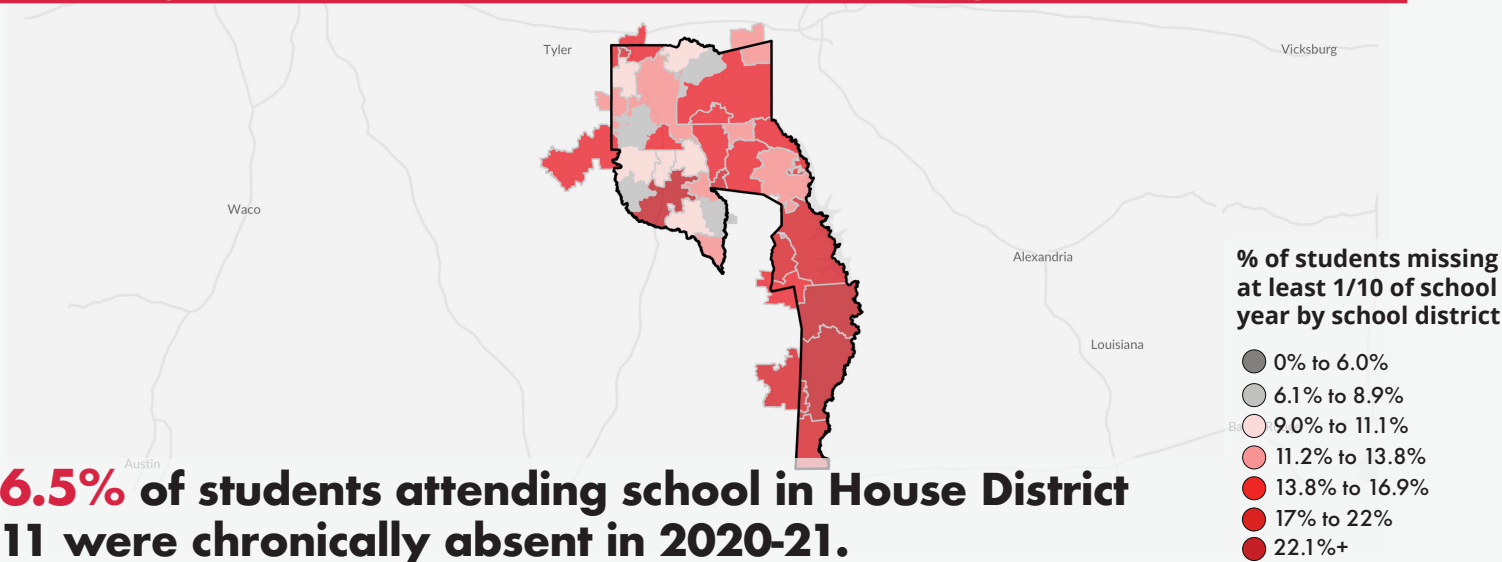 Tyler
Vicksburg
Waco
Alexandria
Louisiana
Austin
% of students missing
at least 1/10 of school
year by school district
0% to 6.0%
6.1% to 8.9%
9.0% to 11.1%
11.2% to 13.8%
13.8% to 16.9%
17% to 22%
22.1%+
6.5% of students attending school in House District
11 were chronically absent in 2020-21.